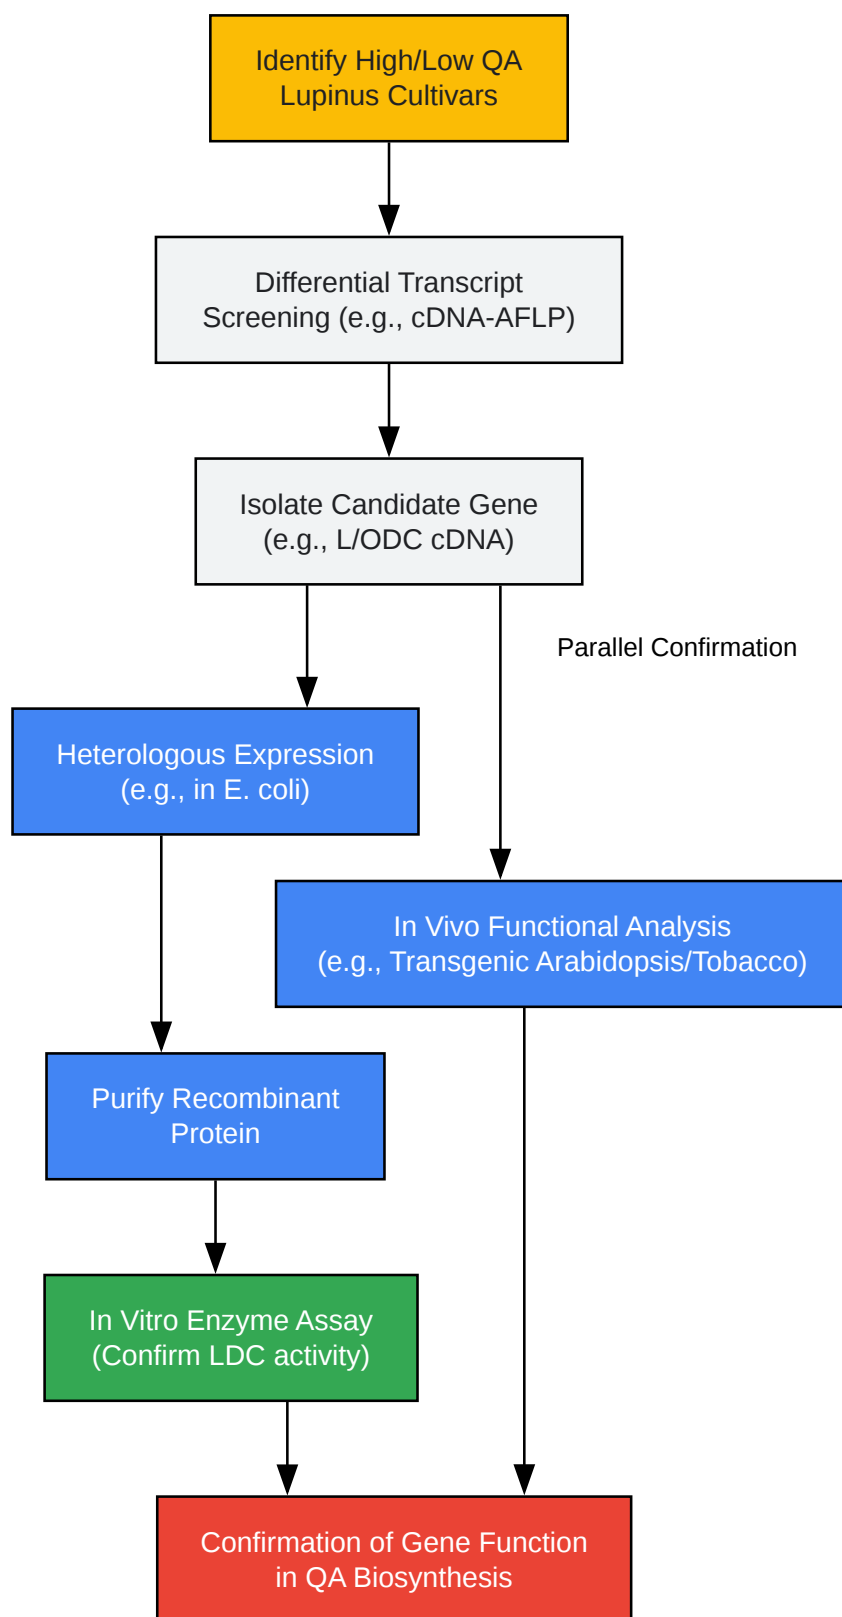 Identify High/Low QA
Lupinus Cultivars
Differential Transcript
Screening (e.g., cDNA-AFLP)
Isolate Candidate Gene
(e.g., L/ODC cDNA)
Parallel Confirmation
Heterologous Expression
(e.g., in E. coli)
In Vivo Functional Analysis
(e.g., Transgenic Arabidopsis/Tobacco)
Purify Recombinant
Protein
In Vitro Enzyme Assay
(Confirm LDC activity)
Confirmation of Gene Function
in QA Biosynthesis